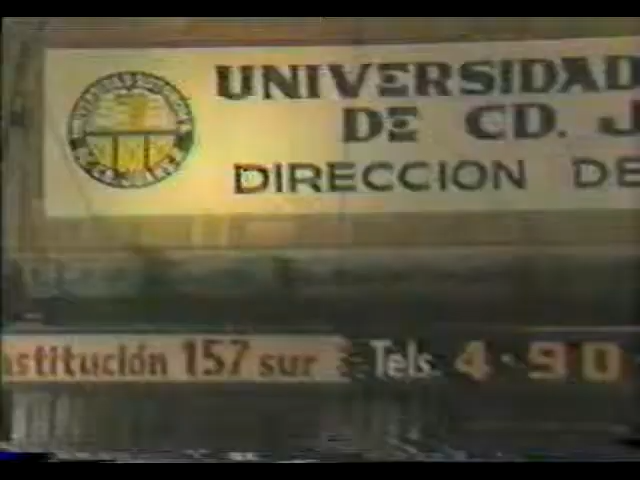 UNIVERSIDAD
DE CD. J
DIRECCION DE
stitución 157 sur Tels. 4·90